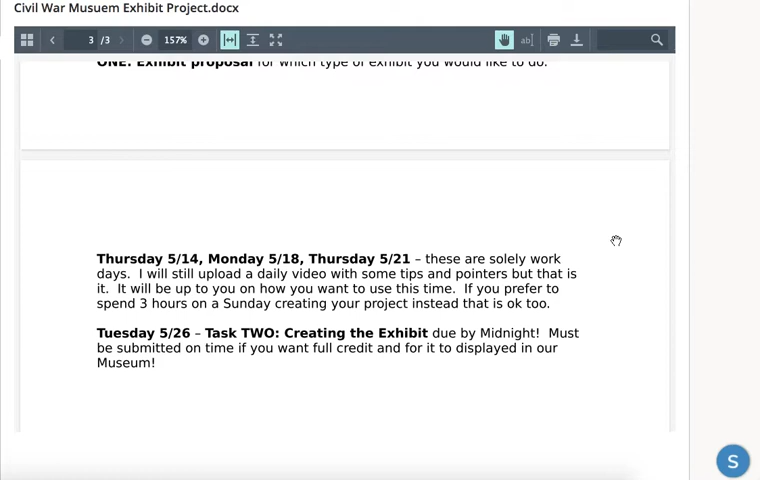 Civil War Musuem Exhibit Project.docx
3 /3 157% ab
ONE: Exhibit proposal for which type of exhibit you would like to do.
Thursday 5/14, Monday 5/18, Thursday 5/21 – these are solely work
days.  I will still upload a daily video with some tips and pointers but that is
it.  It will be up to you on how you want to use this time.  If you prefer to
spend 3 hours on a Sunday creating your project instead that is ok too.
Tuesday 5/26 – Task TWO: Creating the Exhibit due by Midnight!  Must
be submitted on time if you want full credit and for it to displayed in our
Museum!
S